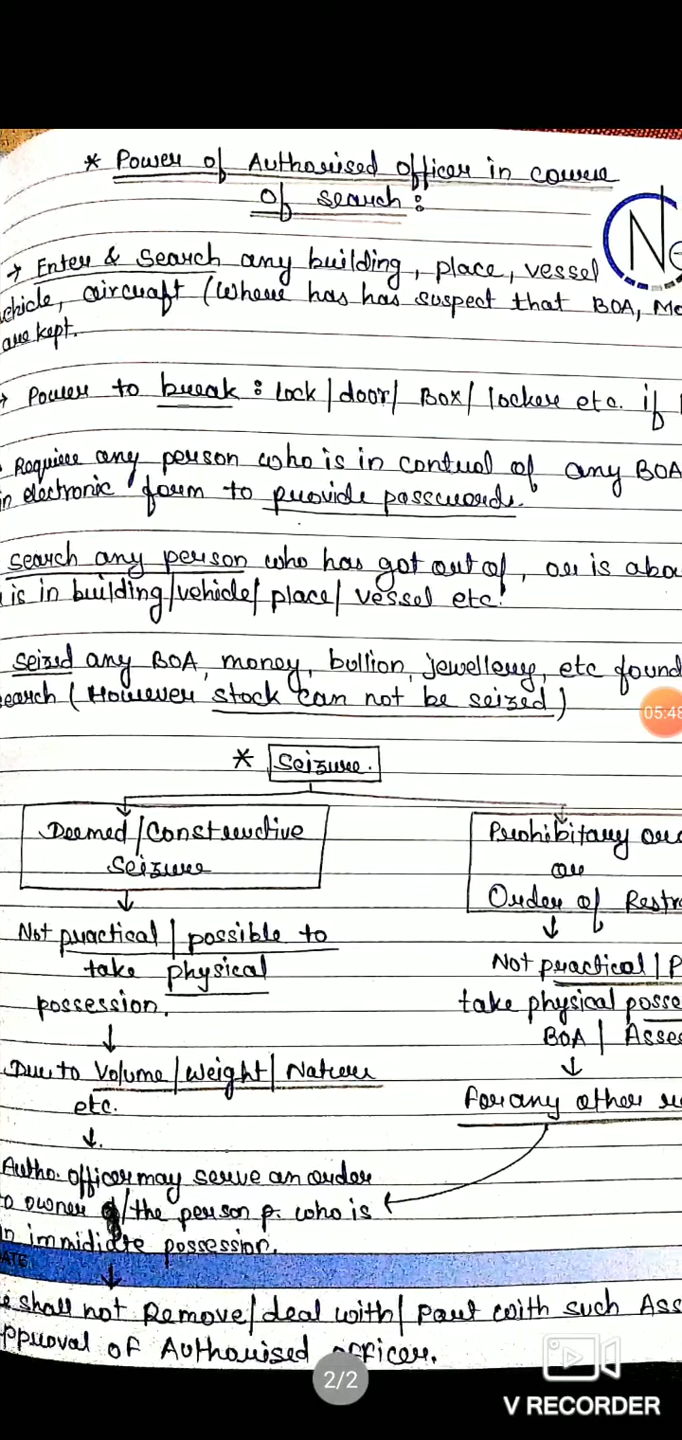 * Power of Authorised officer in course
of search :
N
→ Enter & Search any building, place, vessel
ehicle, aircraft (where has has suspect that BOA, Mo
are kept.
→ Power to break : lock/door/ Box/ locker etc. if
Require any person who is in control of any BOA
in electronic form to provide passwords.
search any person who has got out of, or is abo
is in building/vehicle/place/ vessel etc.
seized any BOA, money, bullion, jewellery, etc found
earch (However stock can not be seized)
05:48
* Seizure.
Deemed/Constructive
Seizure
Prohibitary or
or
Order of Restr
↓
Not practical/possible to
take physical
possession.
↓
Not practical/P
take physical posse
BOA/ Asse
↓
Due to Volume/weight/Nature
etc.
↓
↓
For any other re
Autho. officer may serve an order
to owner /the person p. who is
in immidiate possession.
ATE
↓
e shall not Remove/deal with/ Part with such Ass
pproval of Authorised officer.
2/2
V RECORDER